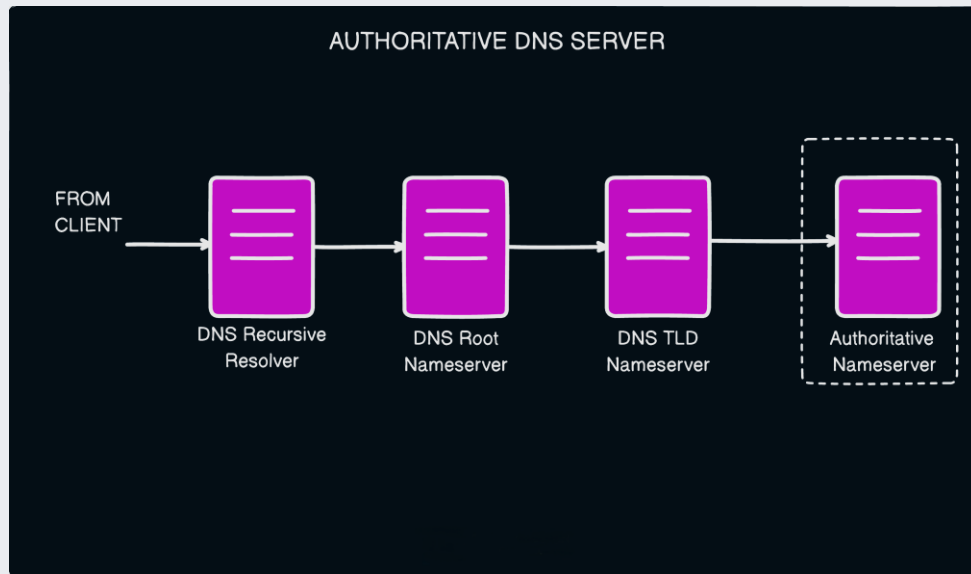 AUTHORITATIVE DNS SERVER
FROM
CLIENT
DNS Recursive
Resolver
DNS Root
Nameserver
DNS TLD
Nameserver
Authoritative
Nameserver